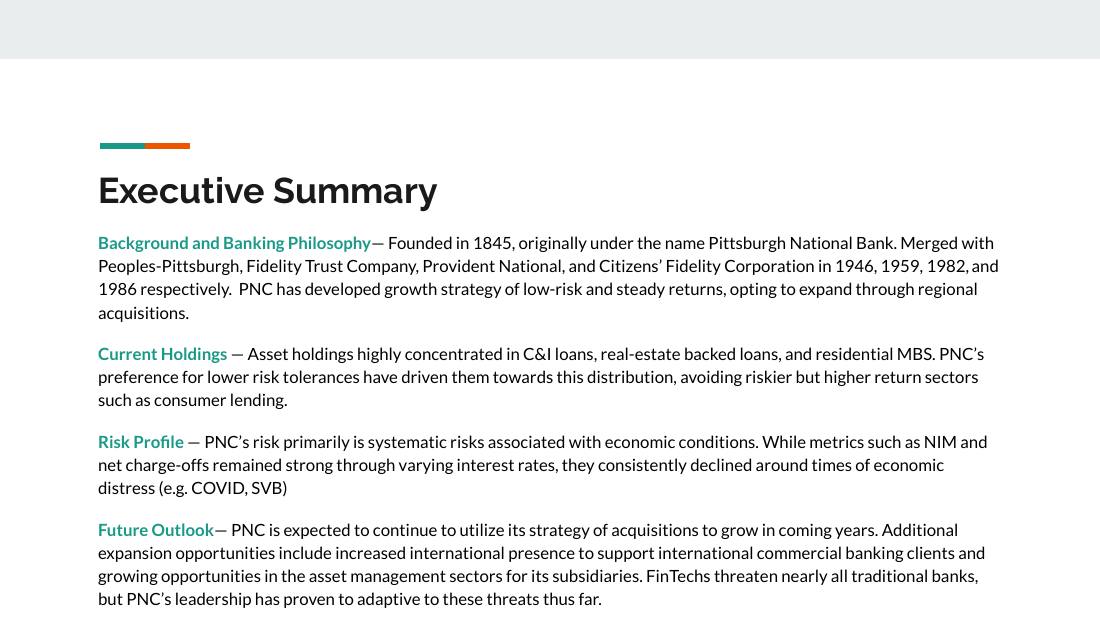 Executive Summary
Background and Banking Philosophy— Founded in 1845, originally under the name Pittsburgh National Bank. Merged with
Peoples-Pittsburgh, Fidelity Trust Company, Provident National, and Citizens’ Fidelity Corporation in 1946, 1959, 1982, and
1986 respectively.  PNC has developed growth strategy of low-risk and steady returns, opting to expand through regional
acquisitions.
Current Holdings — Asset holdings highly concentrated in C&I loans, real-estate backed loans, and residential MBS. PNC’s
preference for lower risk tolerances have driven them towards this distribution, avoiding riskier but higher return sectors
such as consumer lending.
Risk Profile — PNC’s risk primarily is systematic risks associated with economic conditions. While metrics such as NIM and
net charge-offs remained strong through varying interest rates, they consistently declined around times of economic
distress (e.g. COVID, SVB)
Future Outlook— PNC is expected to continue to utilize its strategy of acquisitions to grow in coming years. Additional
expansion opportunities include increased international presence to support international commercial banking clients and
growing opportunities in the asset management sectors for its subsidiaries. FinTechs threaten nearly all traditional banks,
but PNC’s leadership has proven to adaptive to these threats thus far.